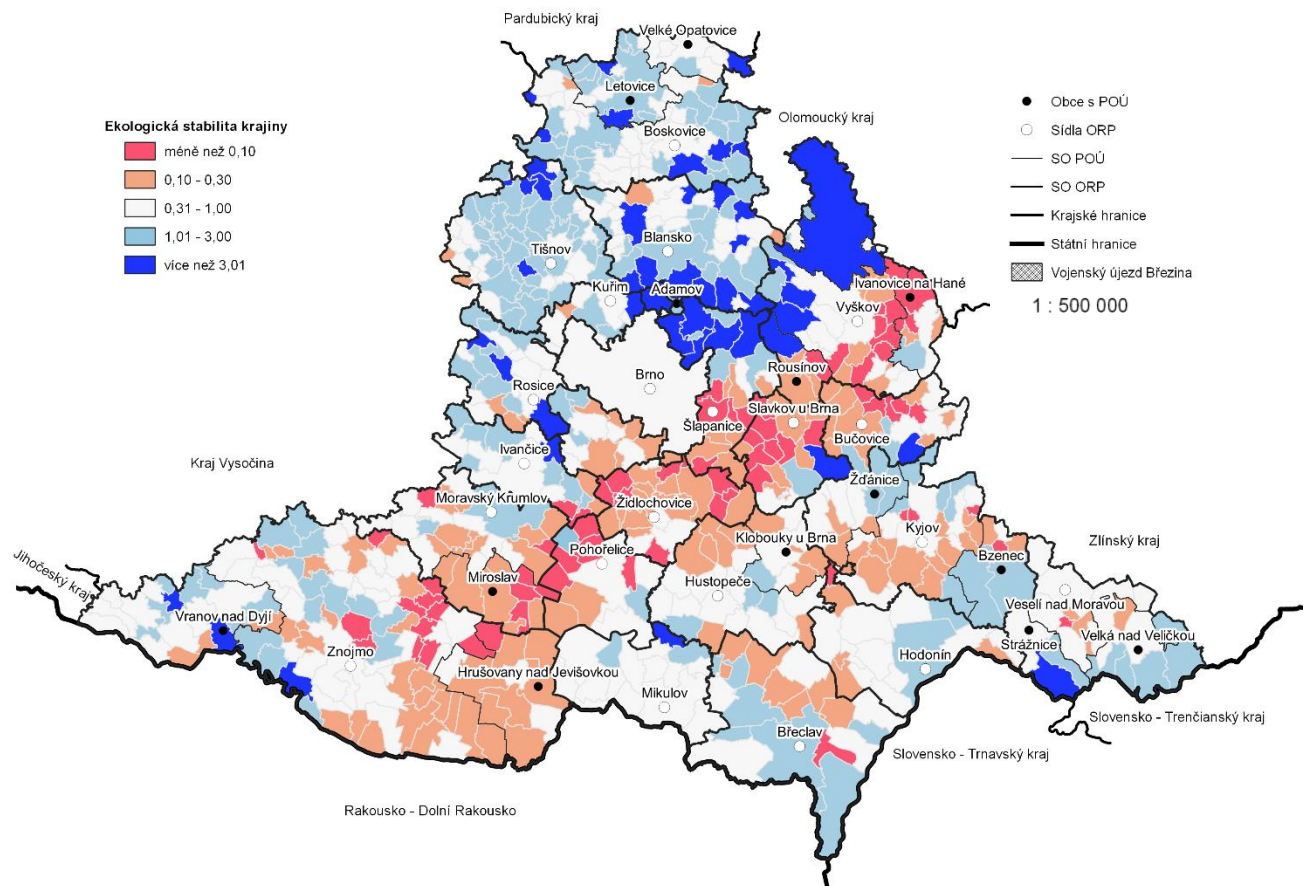 Pardubický kraj
Velké Opatovice
Letovice
Olomoucký kraj
Boskovice
Ekologická stabilita krajiny
méně než 0,10
0,10 - 0,30
0,31 - 1,00
1,01 - 3,00
více než 3,01
Obce s POÚ
Sídla ORP
SO POÚ
SO ORP
Krajské hranice
Státní hranice
Vojenský újezd Březina
1 : 500 000
Blansko
Tišnov
Kuřim
Adamov
Ivanovice na Hané
Vyškov
Brno
Rousínov
Rosice
Šlapanice
Slavkov u Brna
Bučovice
Ivančice
Kraj Vysočina
Ždánice
Moravský Krumlov
Židlochovice
Kyjov
Klobouky u Brna
Pohořelice
Zlínský kraj
Bzenec
Jihočeský kraj
Miroslav
Hustopeče
Veselí nad Moravou
Vranov nad Dyjí
Strážnice
Velká nad Veličkou
Znojmo
Hodonín
Hrušovany nad Jevišovkou
Mikulov
Slovensko - Trenčianský kraj
Břeclav
Slovensko - Trnavský kraj
Rakousko - Dolní Rakousko